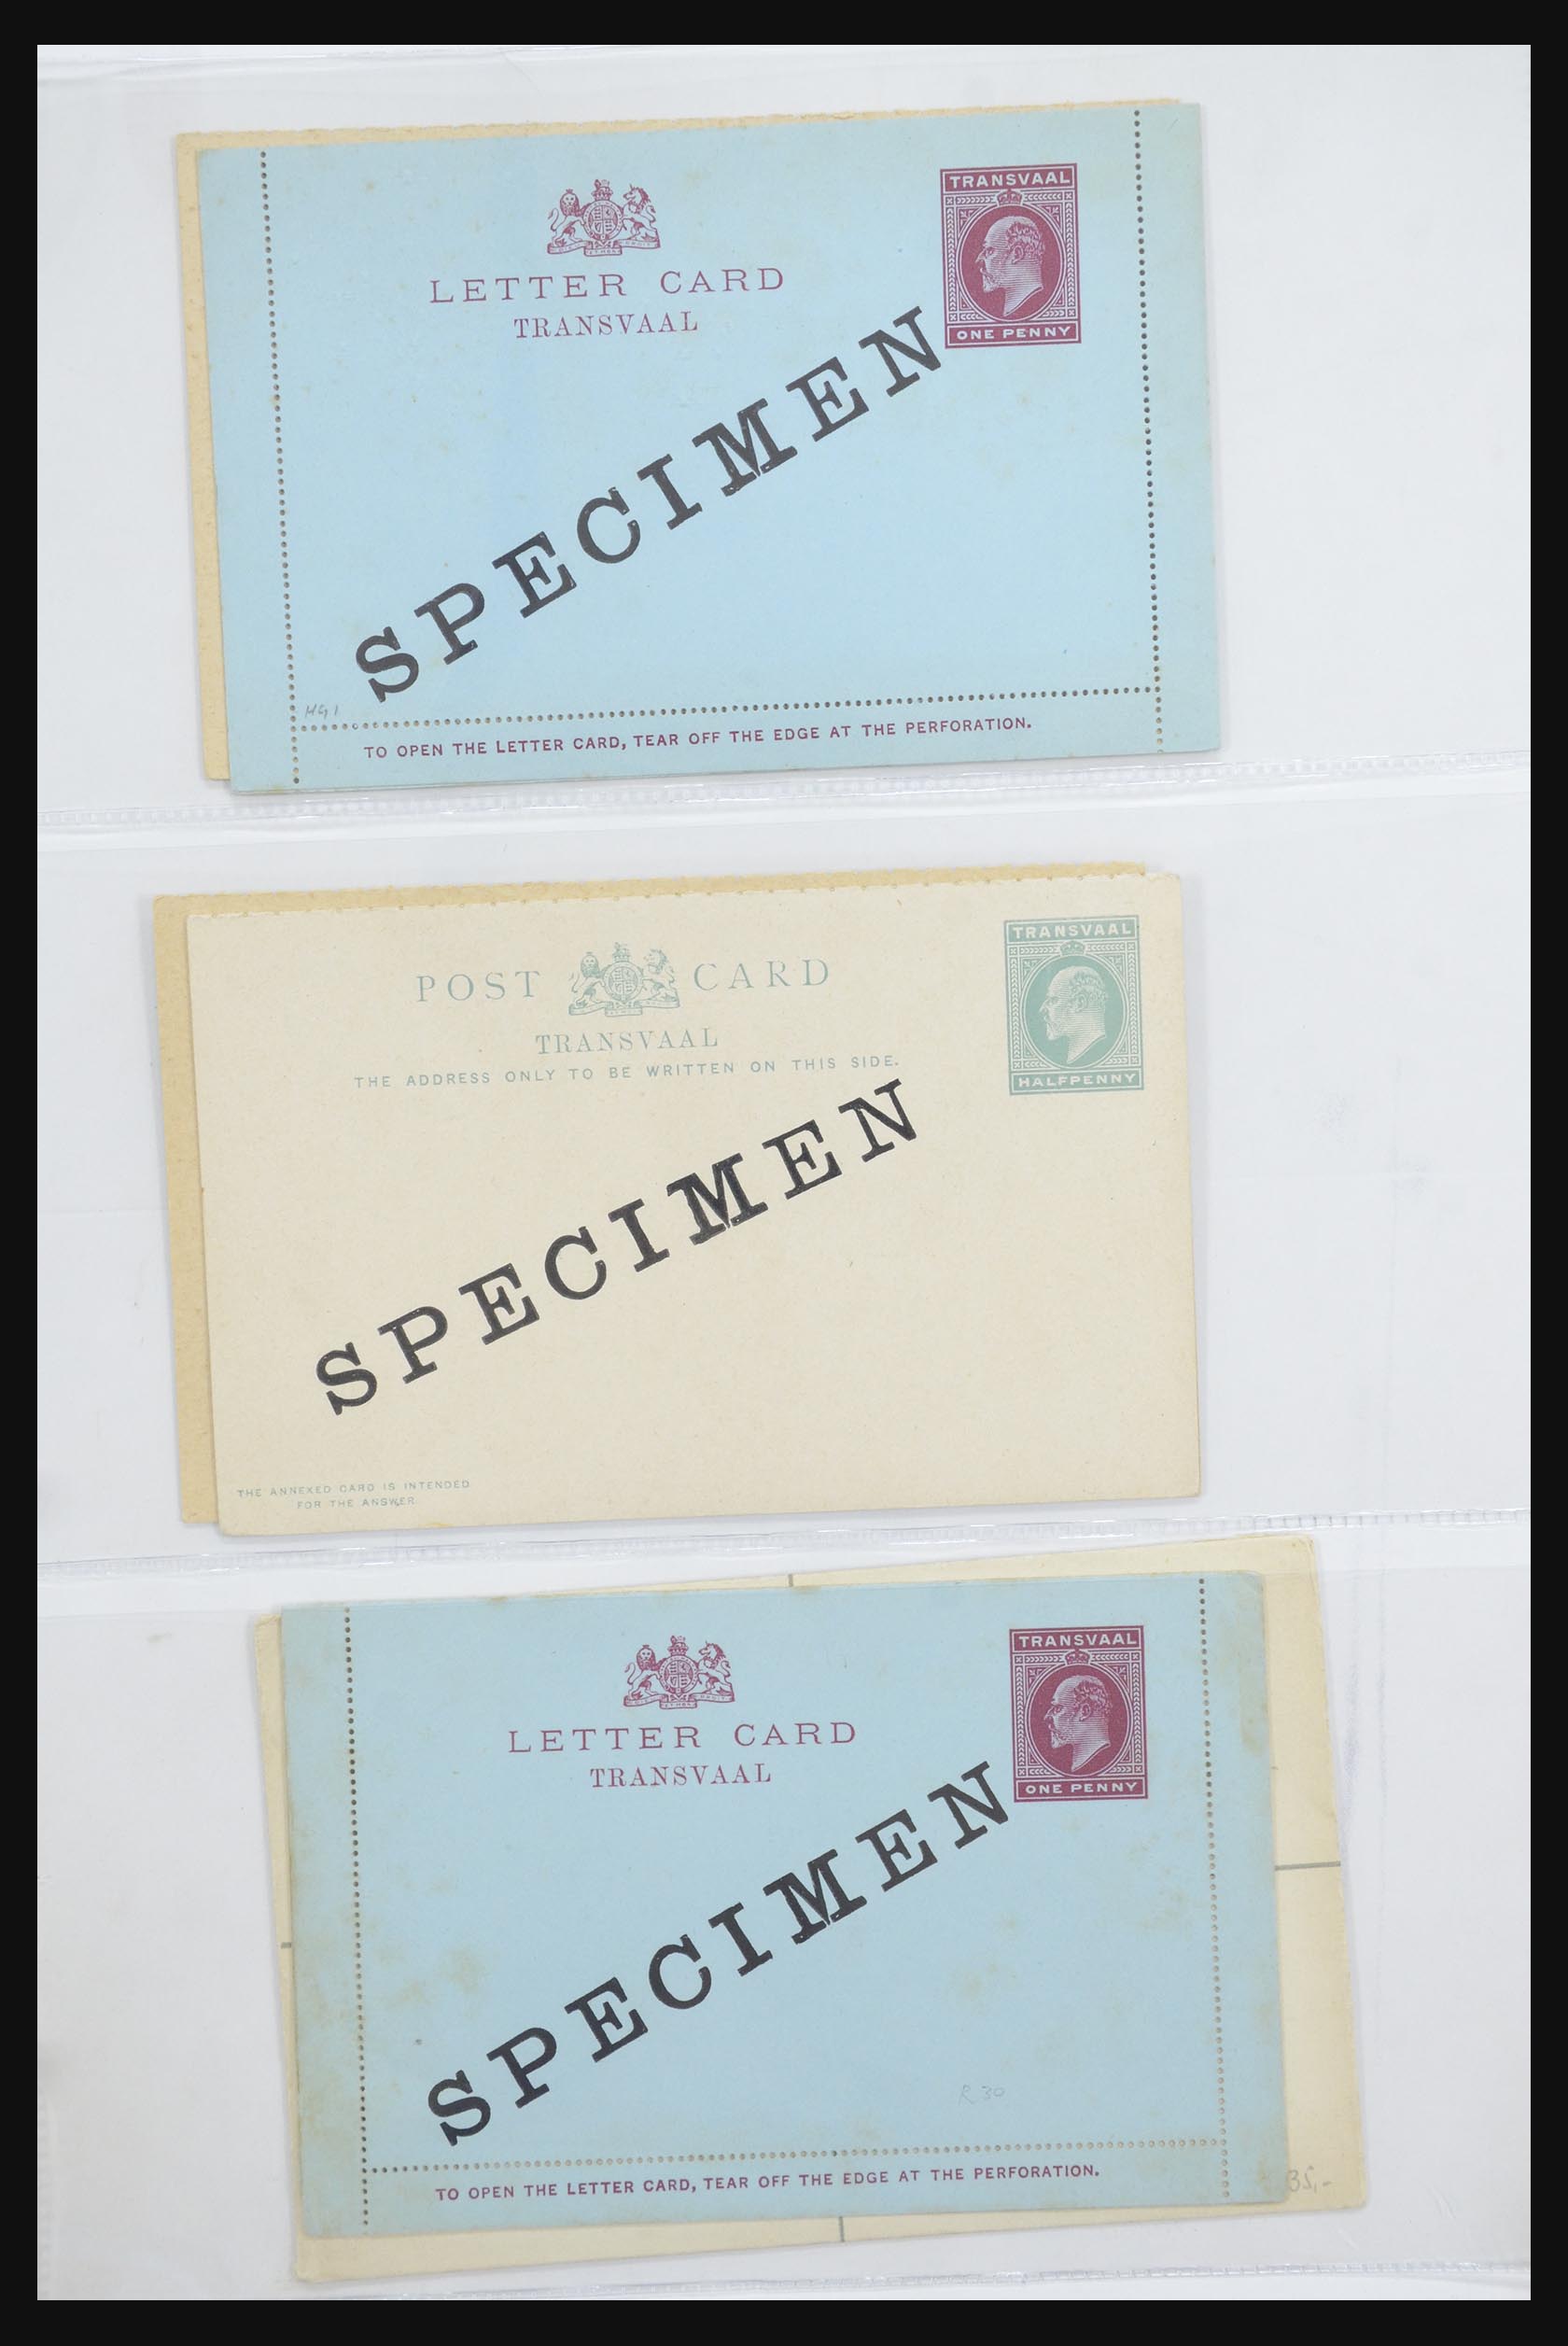 TRANSVAAL
LETTER CARD
TRANSVAAL
ONE PENNY
SPECIMEN
HG 1
TO OPEN THE LETTER CARD, TEAR OFF THE EDGE AT THE PERFORATION.
TRANSVAAL
POST CARD
TRANSVAAL
THE ADDRESS ONLY TO BE WRITTEN ON THIS SIDE.
HALFPENNY
SPECIMEN
THE ANNEXED CARD IS INTENDED
FOR THE ANSWER.
TRANSVAAL
LETTER CARD
TRANSVAAL
ONE PENNY
SPECIMEN
R 30
TO OPEN THE LETTER CARD, TEAR OFF THE EDGE AT THE PERFORATION.
35,-